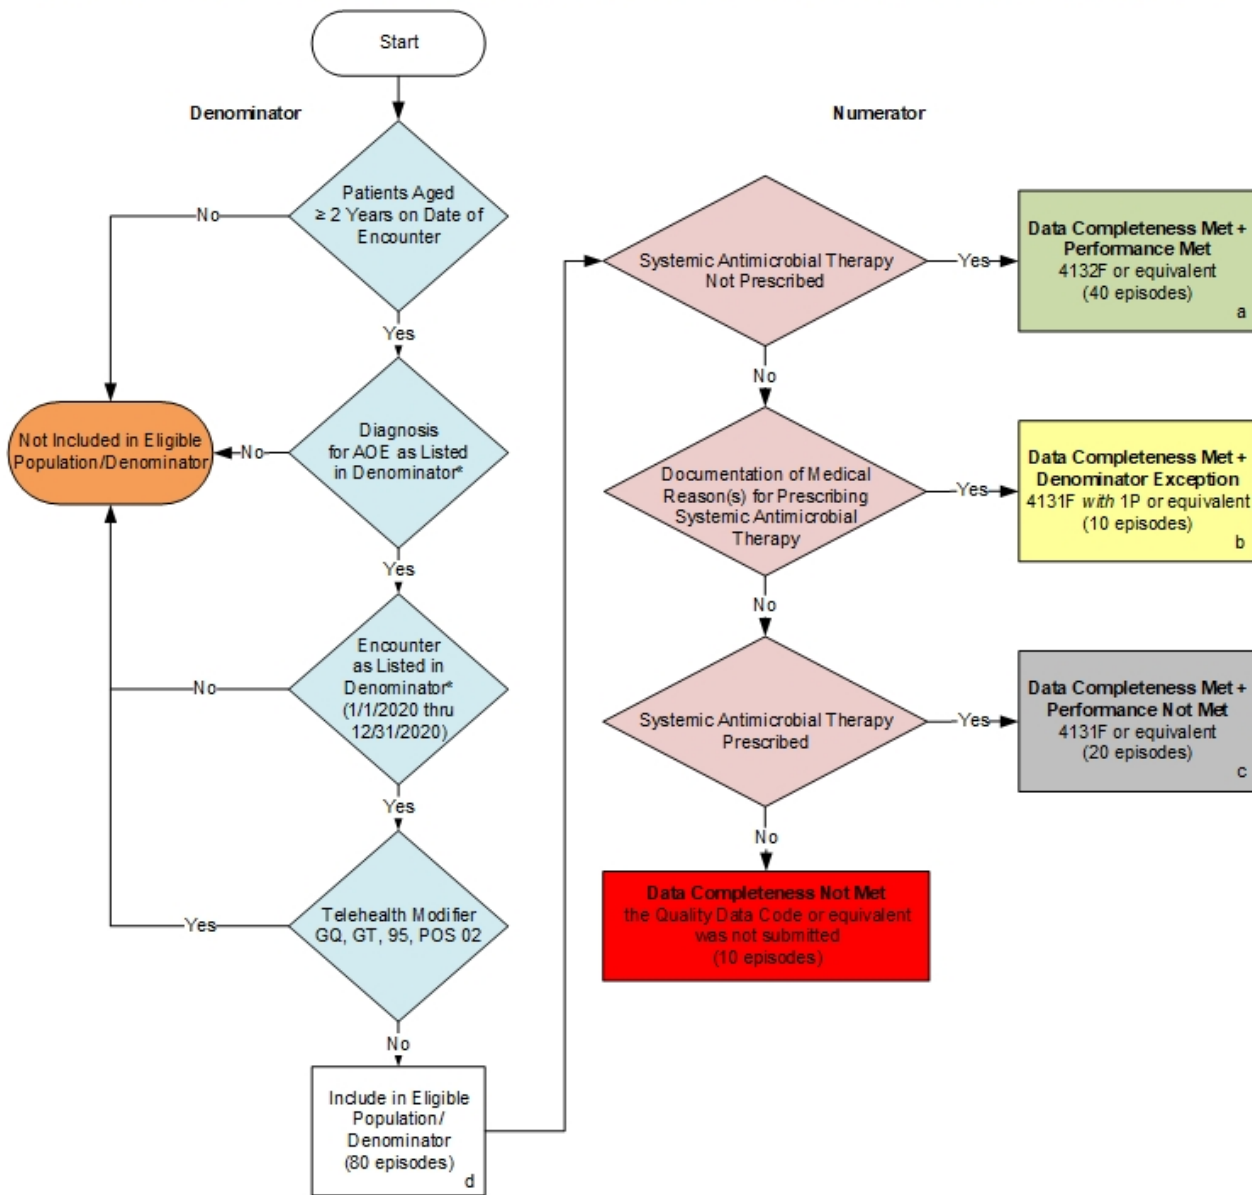 Start
Denominator
Patients Aged
≥ 2 Years on Date of
Encounter
No
Yes
Diagnosis
for AOE as Listed
in Denominator*
No
Not Included in Eligible
Population/Denominator
Yes
Encounter
as Listed in
Denominator*
(1/1/2020 thru
12/31/2020)
No
Yes
Telehealth Modifier
GQ, GT, 95, POS 02
Yes
No
Include in Eligible
Population/
Denominator
(80 episodes)
d
Numerator
Systemic Antimicrobial Therapy
Not Prescribed
Yes
Data Completeness Met +
Performance Met
4132F or equivalent
(40 episodes)
a
No
Documentation of Medical
Reason(s) for Prescribing
Systemic Antimicrobial
Therapy
Yes
Data Completeness Met +
Denominator Exception
4131F with 1P or equivalent
(10 episodes)
b
No
Systemic Antimicrobial Therapy
Prescribed
Yes
Data Completeness Met +
Performance Not Met
4131F or equivalent
(20 episodes)
c
No
Data Completeness Not Met
the Quality Data Code or equivalent
was not submitted
(10 episodes)